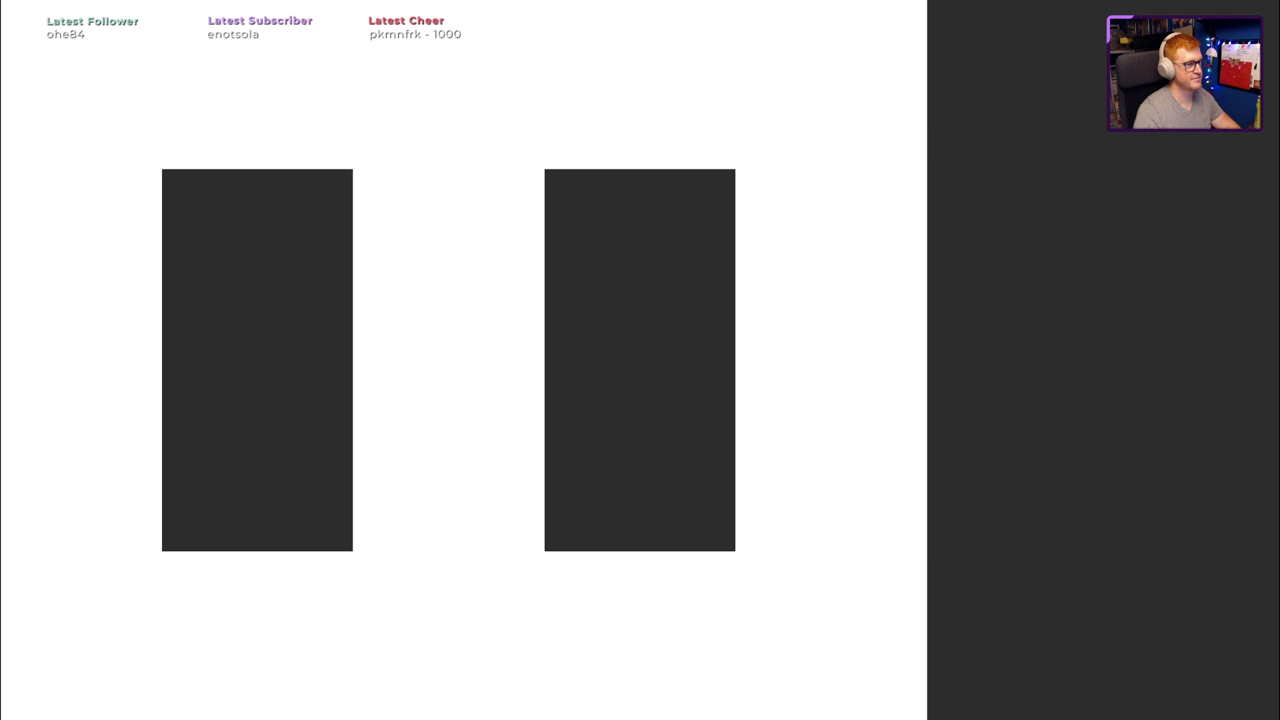 Latest Follower
ohe84
Latest Subscriber
enotsola
Latest Cheer
pkmnfrk - 1000